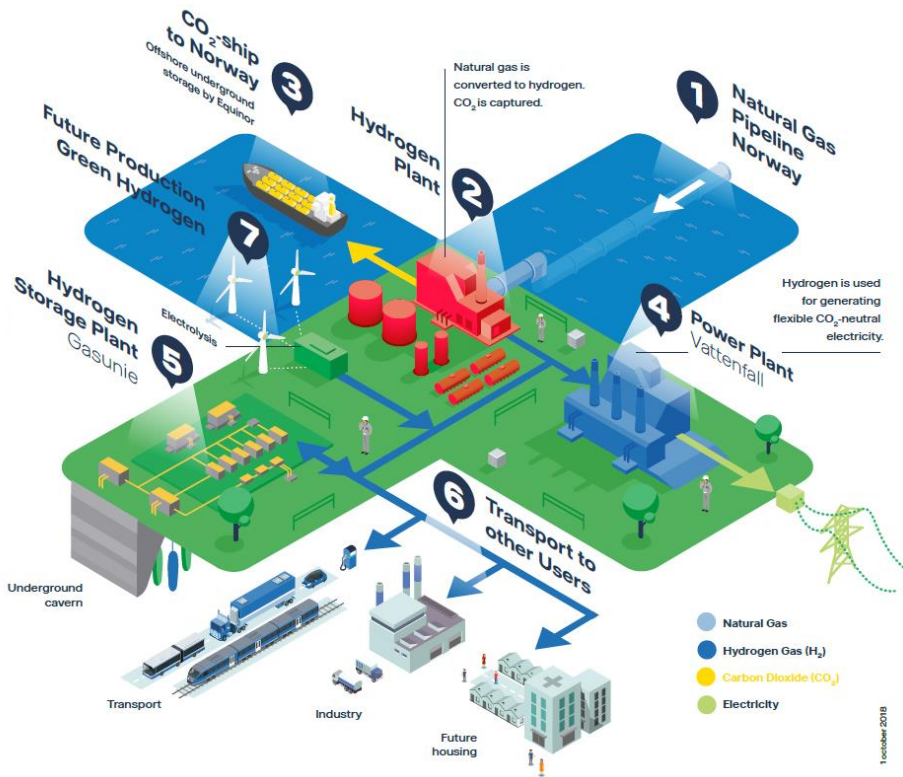 CO₂-ship
to Norway
Offshore underground
storage by Equinor
3
Natural gas is
converted to hydrogen.
CO₂ is captured.
1
Natural Gas
Pipeline
Norway
Hydrogen
Plant
2
Future Production
Green Hydrogen
7
Hydrogen
Storage Plant
Gasunie
5
Electrolysis
Hydrogen is used
for generating
flexible CO₂-neutral
electricity.
4
Power Plant
Vattenfall
6
Transport to
other Users
Underground
cavern
Transport
Industry
Future
housing
Natural Gas
Hydrogen Gas (H₂)
Carbon Dioxide (CO₂)
Electricity
1 october 2018